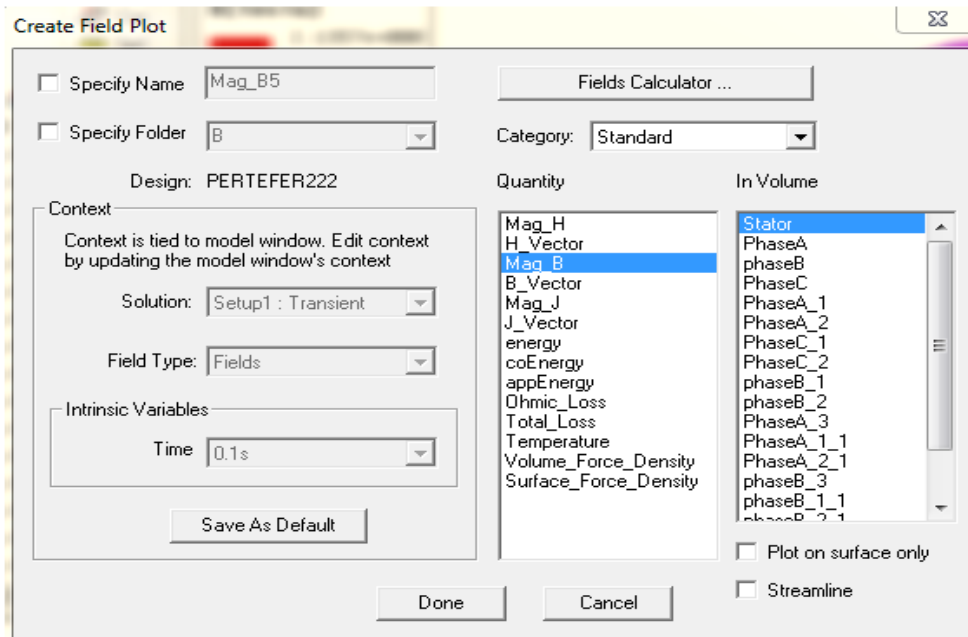 Create Field Plot
Specify Name
Mag_B5
Fields Calculator ...
Specify Folder
B
Category:
Standard
Design: PERTEFER222
Quantity
In Volume
Context
Context is tied to model window. Edit context
by updating the model window's context
Solution:
Setup1 : Transient
Field Type:
Fields
Intrinsic Variables
Time
0.1s
Save As Default
Mag_H
H_Vector
Mag_B
B_Vector
Mag_J
J_Vector
energy
coEnergy
appEnergy
Ohmic_Loss
Total_Loss
Temperature
Volume_Force_Density
Surface_Force_Density
Stator
PhaseA
phaseB
PhaseC
PhaseA_1
PhaseA_2
PhaseC_1
PhaseC_2
phaseB_1
phaseB_2
PhaseA_3
PhaseA_1_1
PhaseA_2_1
phaseB_3
phaseB_1_1
phaseB_2_1
Plot on surface only
Streamline
Done
Cancel